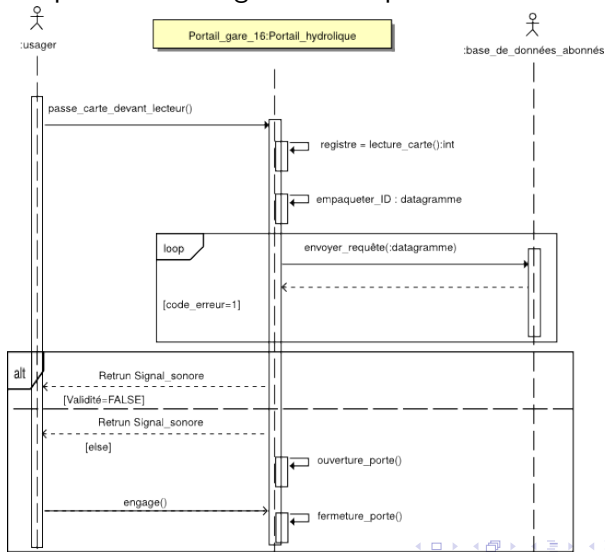 :usager
Portail_gare_16:Portail_hydrolique
:base_de_données_abonnés
passe_carte_devant_lecteur()
registre = lecture_carte():int
empaqueter_ID : datagramme
loop
envoyer_requête(:datagramme)
[code_erreur=1]
alt
Retrun Signal_sonore
[Validité=FALSE]
Retrun Signal_sonore
[else]
ouverture_porte()
engage()
fermeture_porte()